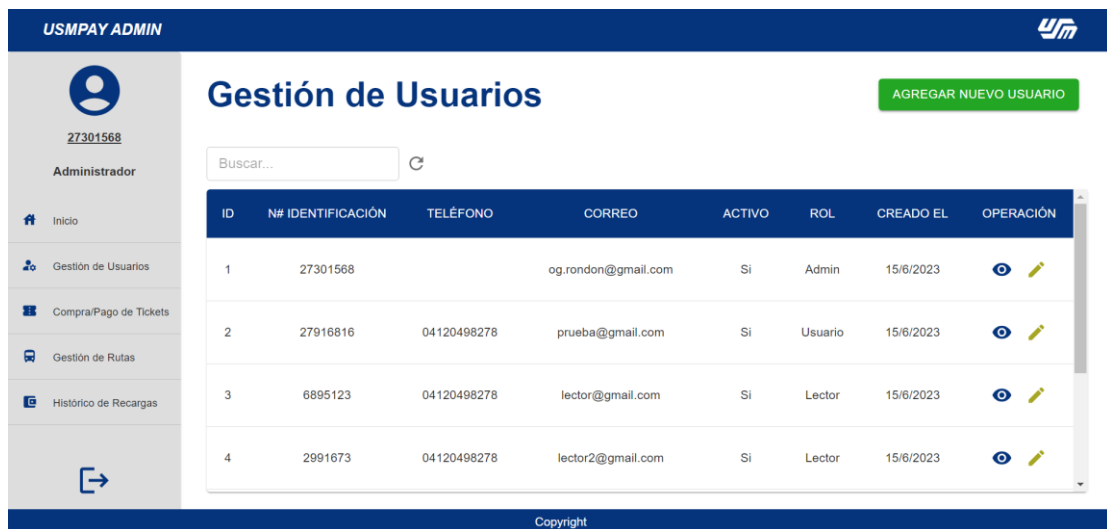 USMPAY ADMIN
27301568
Administrador
Inicio
Gestión de Usuarios
Compra/Pago de Tickets
Gestión de Rutas
Histórico de Recargas
Gestión de Usuarios
AGREGAR NUEVO USUARIO
Buscar...
ID N# IDENTIFICACIÓN TELÉFONO CORREO ACTIVO ROL CREADO EL OPERACIÓN
1 27301568 og.rondon@gmail.com Si Admin 15/6/2023
2 27916816 04120498278 prueba@gmail.com Si Usuario 15/6/2023
3 6895123 04120498278 lector@gmail.com Si Lector 15/6/2023
4 2991673 04120498278 lector2@gmail.com Si Lector 15/6/2023
Copyright